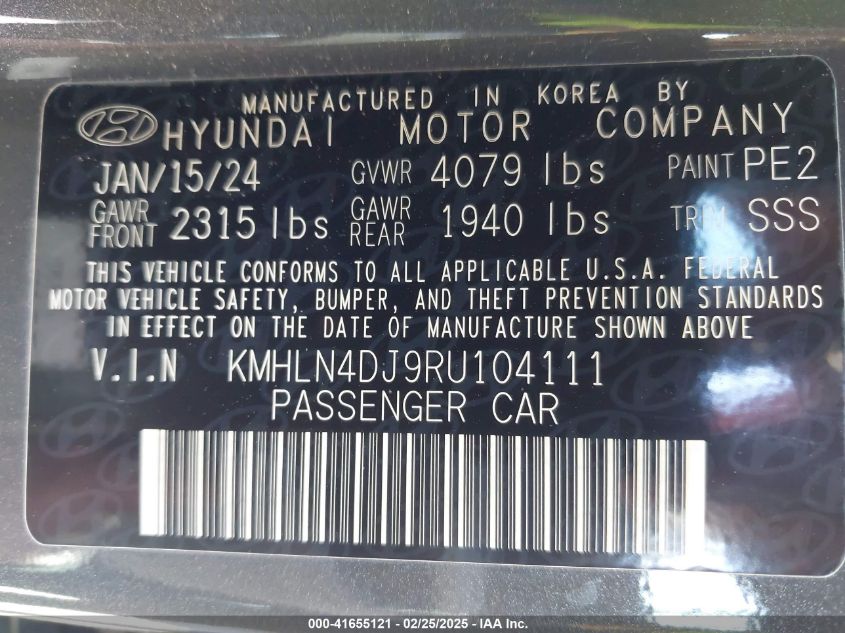 MANUFACTURED IN KOREA BY
HYUNDAI MOTOR COMPANY
JAN/15/24 GVWR 4079 lbs PAINT PE2
GAWR FRONT 2315 lbs GAWR REAR 1940 lbs TRIM SSS
THIS VEHICLE CONFORMS TO ALL APPLICABLE U.S.A. FEDERAL
MOTOR VEHICLE SAFETY, BUMPER, AND THEFT PREVENTION STANDARDS
IN EFFECT ON THE DATE OF MANUFACTURE SHOWN ABOVE
V.I.N KMHLN4DJ9RU104111
PASSENGER CAR
000-41655121 - 02/25/2025 - IAA Inc.